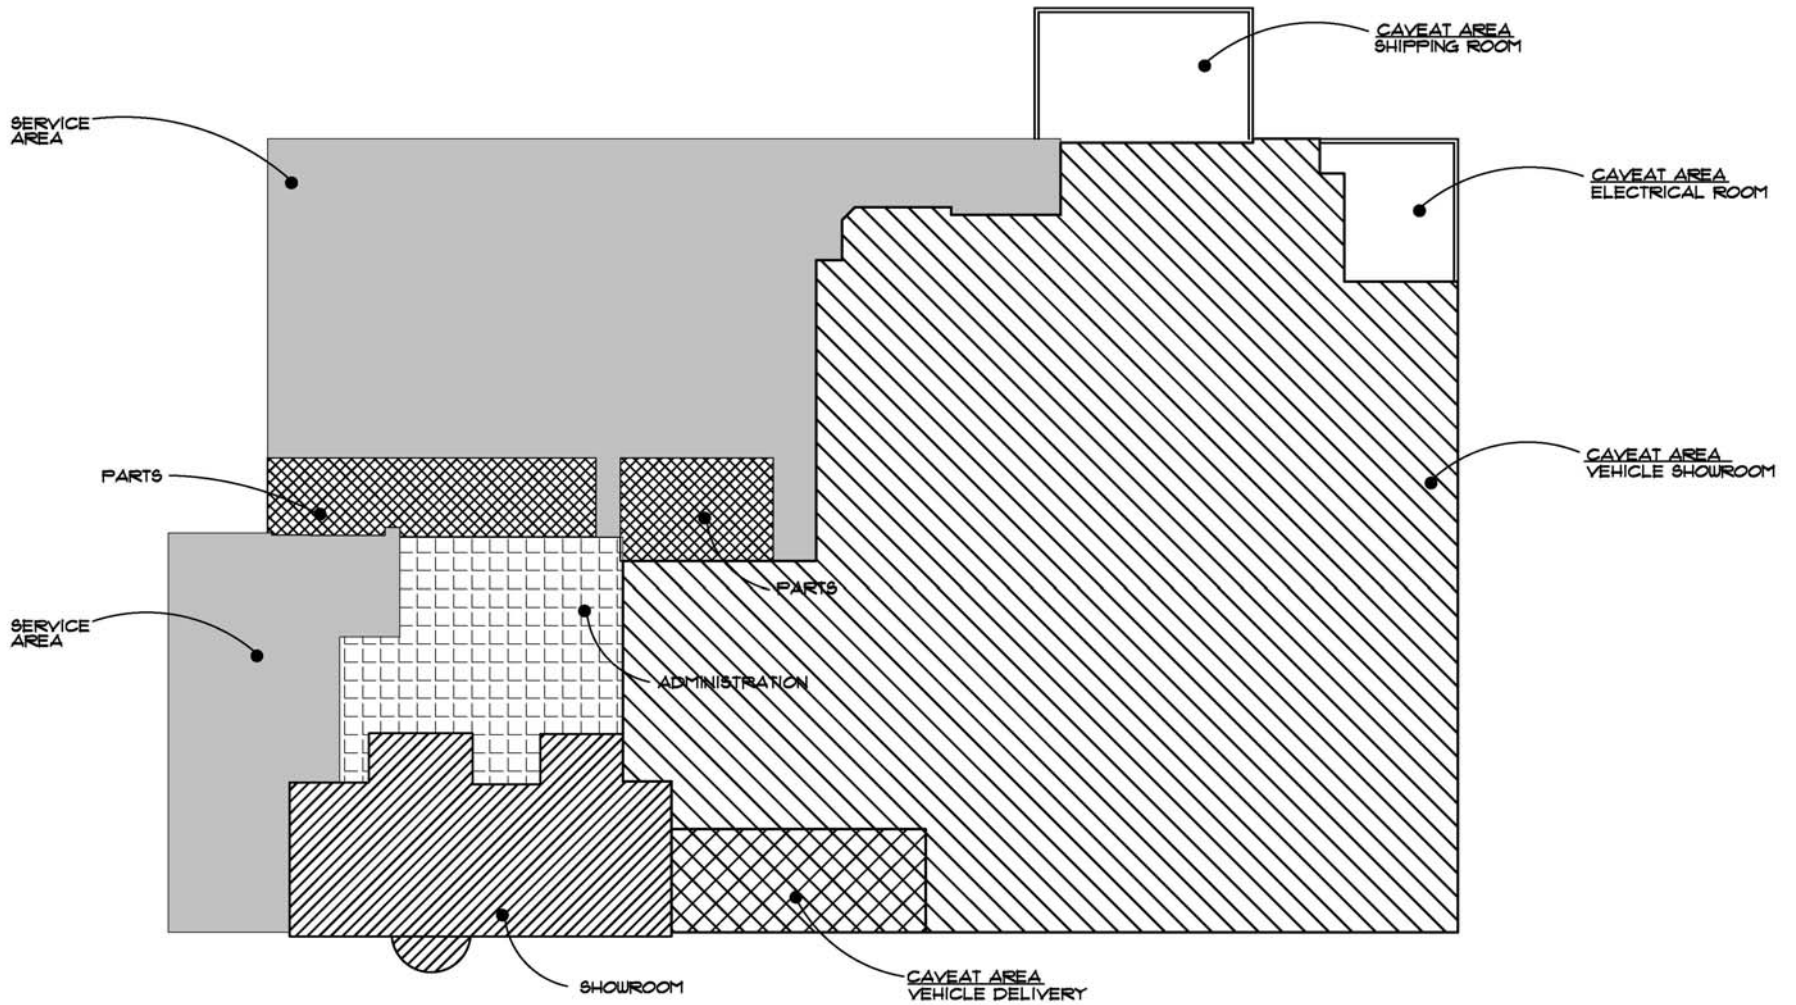 CAVEAT AREA
SHIPPING ROOM
SERVICE
AREA
CAVEAT AREA
ELECTRICAL ROOM
CAVEAT AREA
VEHICLE SHOWROOM
PARTS
PARTS
SERVICE
AREA
ADMINISTRATION
SHOWROOM
CAVEAT AREA
VEHICLE DELIVERY